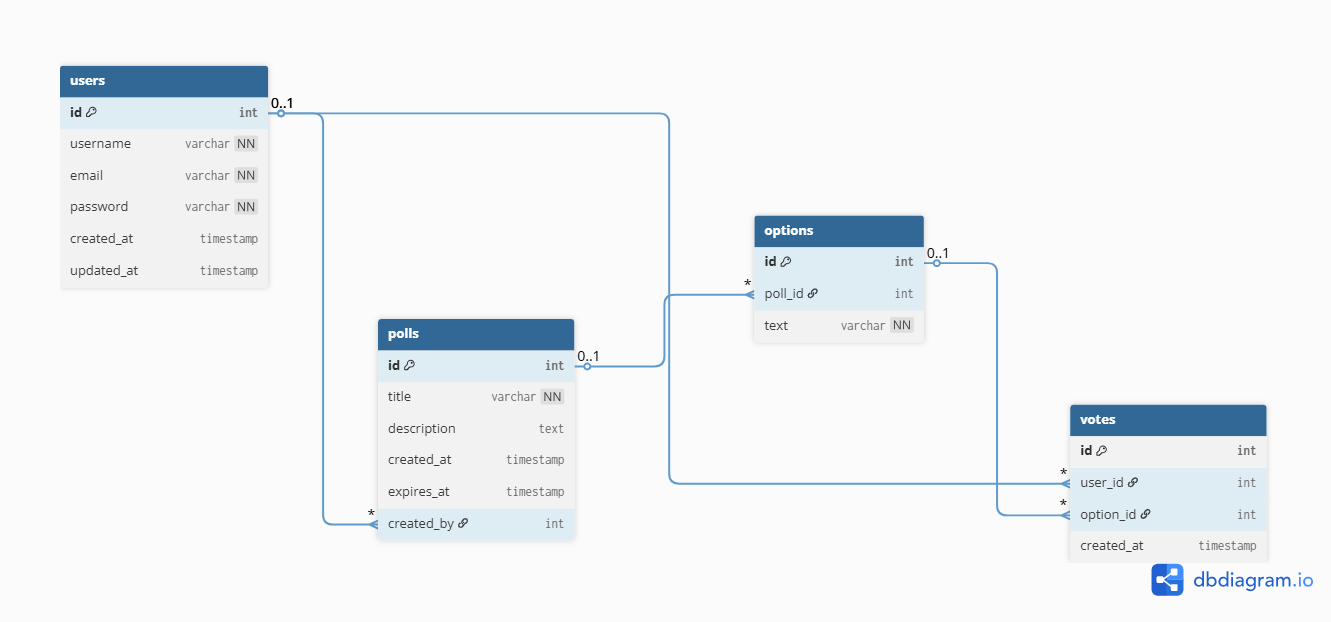 users
id int
username varchar NN
email varchar NN
password varchar NN
created_at timestamp
updated_at timestamp
0..1
polls
id int
title varchar NN
description text
created_at timestamp
expires_at timestamp
created_by int
0..1
*
options
id int
poll_id int
text varchar NN
0..1
*
votes
id int
user_id int
option_id int
created_at timestamp
*
*
dbdiagram.io